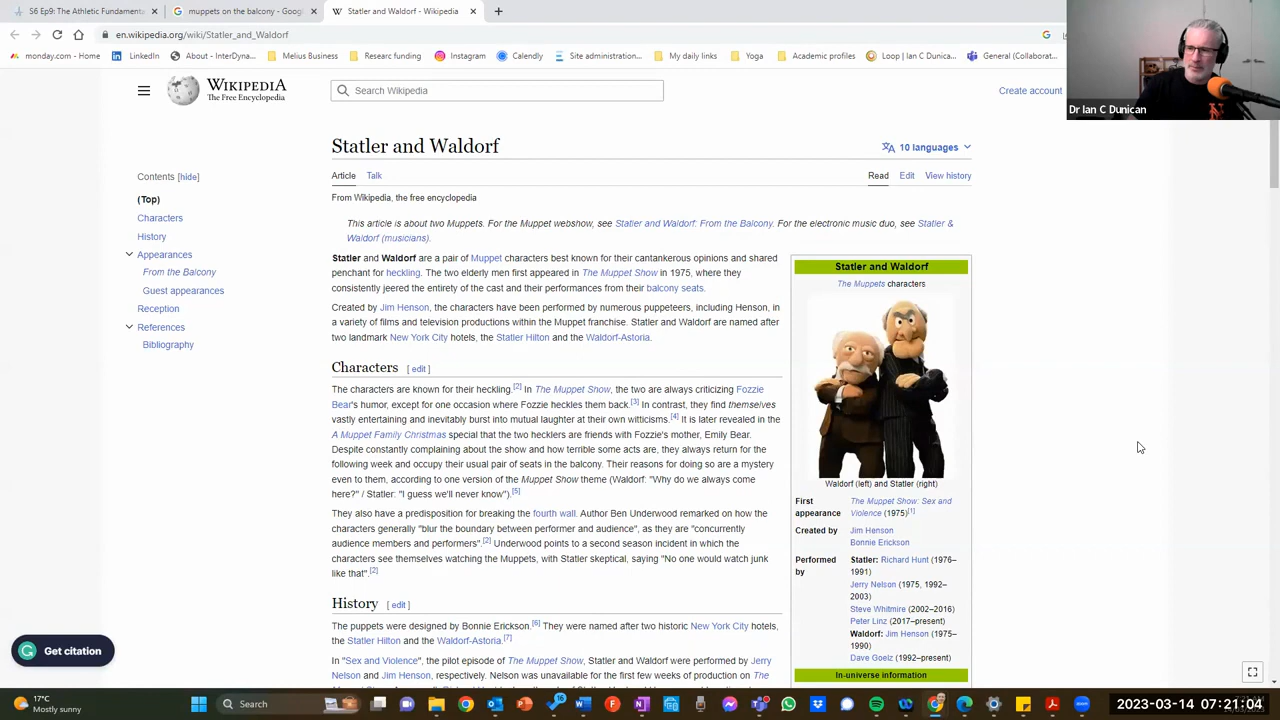 S6 Ep9: The Athletic Fundamenta
muppets on the balcony - Googl
Statler and Waldorf - Wikipedia
en.wikipedia.org/wiki/Statler_and_Waldorf
monday.com - Home
LinkedIn
About - InterDyna...
Melius Business
Researc funding
Instagram
Calendly
Site administration...
My daily links
Yoga
Academic profiles
Loop | Ian C Dunica...
General (Collaborat...
Dr Ian C Dunican
WIKIPEDIA
The Free Encyclopedia
Search Wikipedia
Create account
Statler and Waldorf
10 languages
Article
Talk
Read
Edit
View history
From Wikipedia, the free encyclopedia
Contents [hide]
(Top)
Characters
History
Appearances
From the Balcony
Guest appearances
Reception
References
Bibliography
This article is about two Muppets. For the Muppet webshow, see Statler and Waldorf: From the Balcony. For the electronic music duo, see Statler &
Waldorf (musicians).
Statler and Waldorf are a pair of Muppet characters best known for their cantankerous opinions and shared
penchant for heckling. The two elderly men first appeared in The Muppet Show in 1975, where they
consistently jeered the entirety of the cast and their performances from their balcony seats.
Created by Jim Henson, the characters have been performed by numerous puppeteers, including Henson, in
a variety of films and television productions within the Muppet franchise. Statler and Waldorf are named after
two landmark New York City hotels, the Statler Hilton and the Waldorf-Astoria.
Characters [ edit ]
The characters are known for their heckling.[2] In The Muppet Show, the two are always criticizing Fozzie
Bear's humor, except for one occasion where Fozzie heckles them back.[3] In contrast, they find themselves
vastly entertaining and inevitably burst into mutual laughter at their own witticisms.[4] It is later revealed in the
A Muppet Family Christmas special that the two hecklers are friends with Fozzie's mother, Emily Bear.
Despite constantly complaining about the show and how terrible some acts are, they always return for the
following week and occupy their usual pair of seats in the balcony. Their reasons for doing so are a mystery
even to them, according to one version of the Muppet Show theme (Waldorf: "Why do we always come
here?" / Statler: "I guess we'll never know").[5]
They also have a predisposition for breaking the fourth wall. Author Ben Underwood remarked on how the
characters generally "blur the boundary between performer and audience", as they are "concurrently
audience members and performers".[2] Underwood points to a second season incident in which the
characters see themselves watching the Muppets, with Statler skeptical, saying "No one would watch junk
like that".[2]
History [ edit ]
The puppets were designed by Bonnie Erickson.[6] They were named after two historic New York City hotels,
the Statler Hilton and the Waldorf-Astoria.[7]
In "Sex and Violence", the pilot episode of The Muppet Show, Statler and Waldorf were performed by Jerry
Nelson and Jim Henson, respectively. Nelson was unavailable for the first few weeks of production on The
Statler and Waldorf
The Muppets characters
Waldorf (left) and Statler (right)
First appearance The Muppet Show: Sex and
Violence (1975)[1]
Created by Jim Henson
Bonnie Erickson
Performed by Statler: Richard Hunt (1976–
1991)
Jerry Nelson (1975, 1992–
2003)
Steve Whitmire (2002–2016)
Peter Linz (2017–present)
Waldorf: Jim Henson (1975–
1990)
Dave Goelz (1992–present)
In-universe information
Get citation
17°C
Mostly sunny
Search
2023-03-14 07:21:04